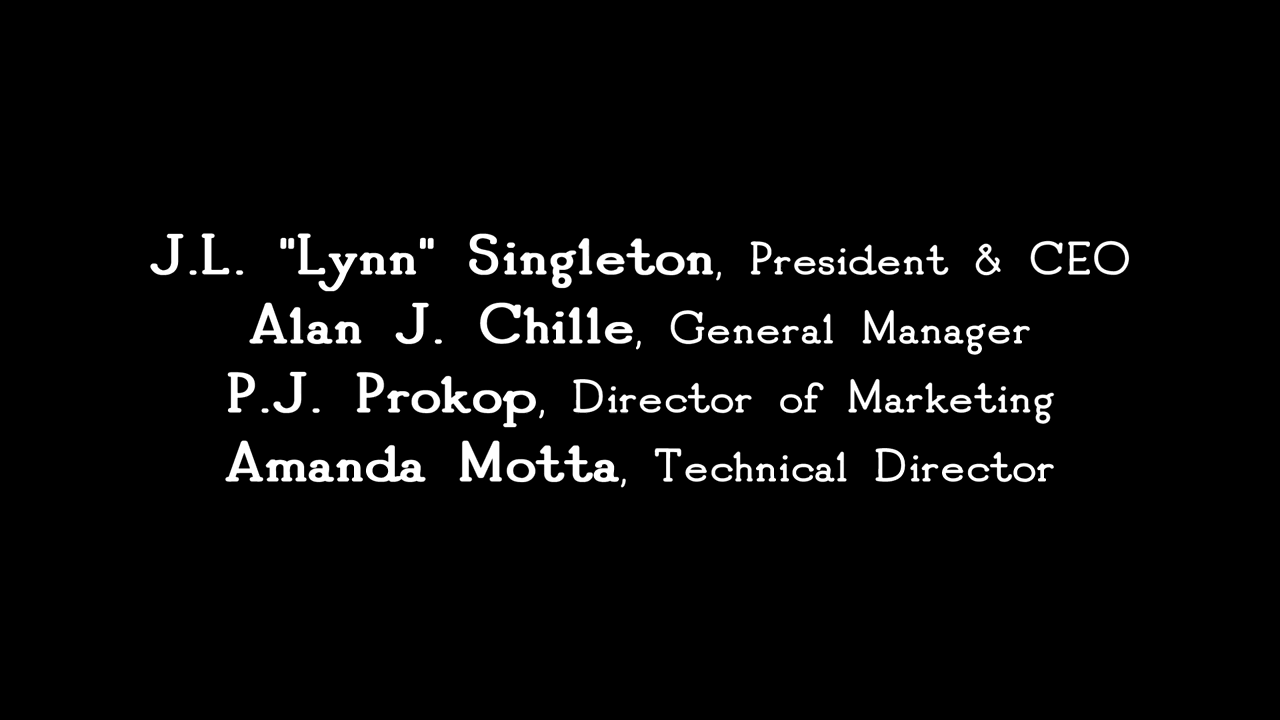 J.L. "Lynn" Singleton, President & CEO
Alan J. Chille, General Manager
P.J. Prokop, Director of Marketing
Amanda Motta, Technical Director